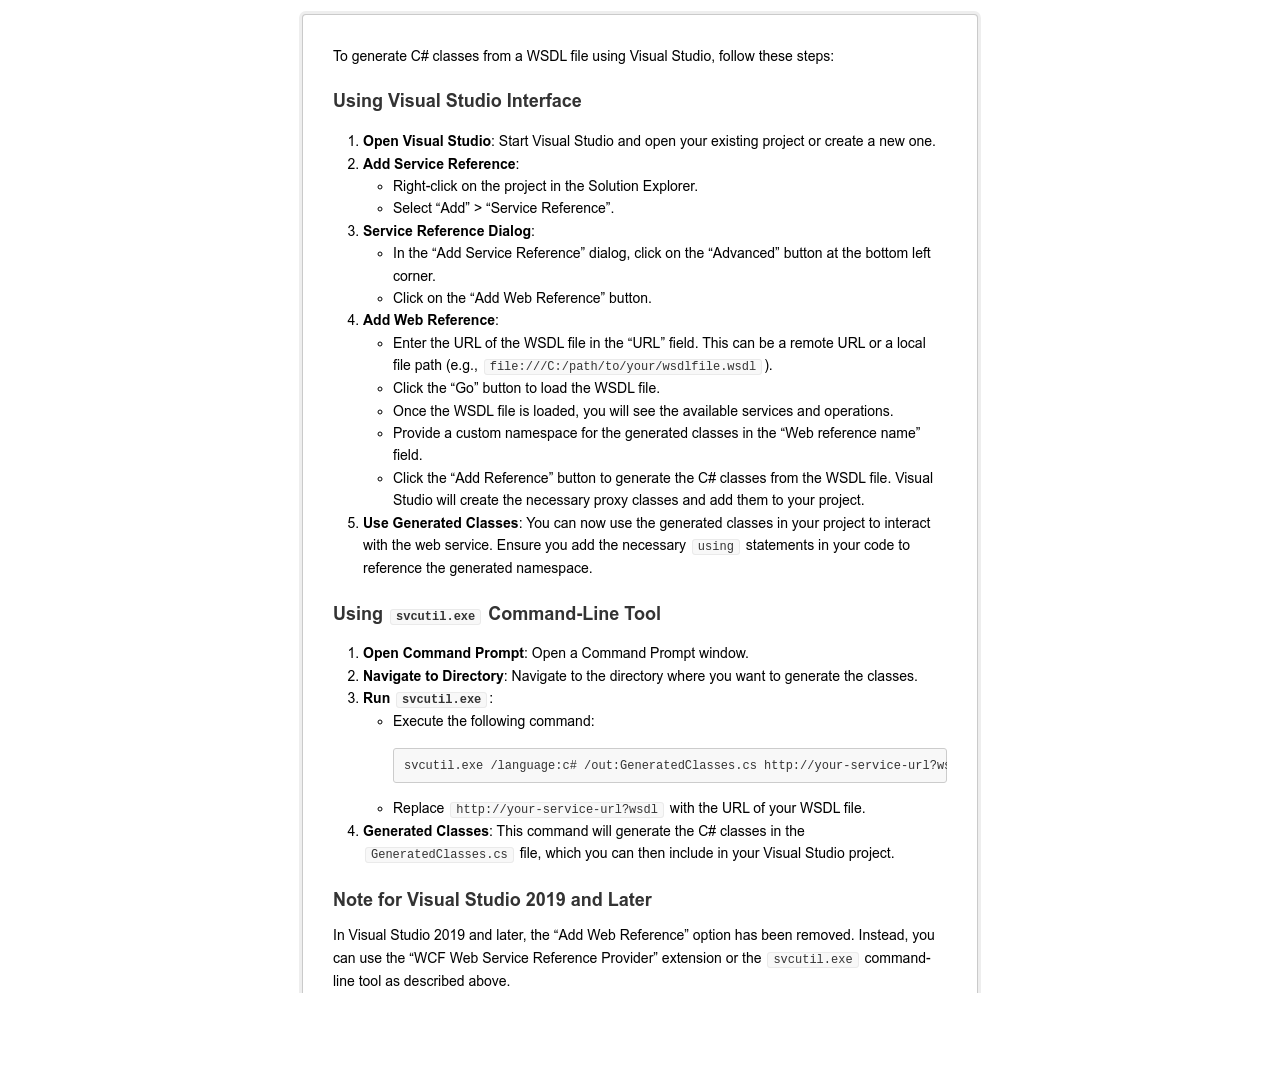 To generate C# classes from a WSDL file using Visual Studio, follow these steps:
Using Visual Studio Interface
1. Open Visual Studio: Start Visual Studio and open your existing project or create a new one.
2. Add Service Reference:
Right-click on the project in the Solution Explorer.
Select “Add” > “Service Reference”.
3. Service Reference Dialog:
In the “Add Service Reference” dialog, click on the “Advanced” button at the bottom left
corner.
Click on the “Add Web Reference” button.
4. Add Web Reference:
Enter the URL of the WSDL file in the “URL” field. This can be a remote URL or a local
file path (e.g., file:///C:/path/to/your/wsdlfile.wsdl).
Click the “Go” button to load the WSDL file.
Once the WSDL file is loaded, you will see the available services and operations.
Provide a custom namespace for the generated classes in the “Web reference name”
field.
Click the “Add Reference” button to generate the C# classes from the WSDL file. Visual
Studio will create the necessary proxy classes and add them to your project.
5. Use Generated Classes: You can now use the generated classes in your project to interact
with the web service. Ensure you add the necessary using statements in your code to
reference the generated namespace.
Using svcutil.exe Command-Line Tool
1. Open Command Prompt: Open a Command Prompt window.
2. Navigate to Directory: Navigate to the directory where you want to generate the classes.
3. Run svcutil.exe:
Execute the following command:
svcutil.exe /language:c# /out:GeneratedClasses.cs http://your-service-url?ws
Replace http://your-service-url?wsdl with the URL of your WSDL file.
4. Generated Classes: This command will generate the C# classes in the
GeneratedClasses.cs file, which you can then include in your Visual Studio project.
Note for Visual Studio 2019 and Later
In Visual Studio 2019 and later, the “Add Web Reference” option has been removed. Instead, you
can use the “WCF Web Service Reference Provider” extension or the svcutil.exe command-
line tool as described above.